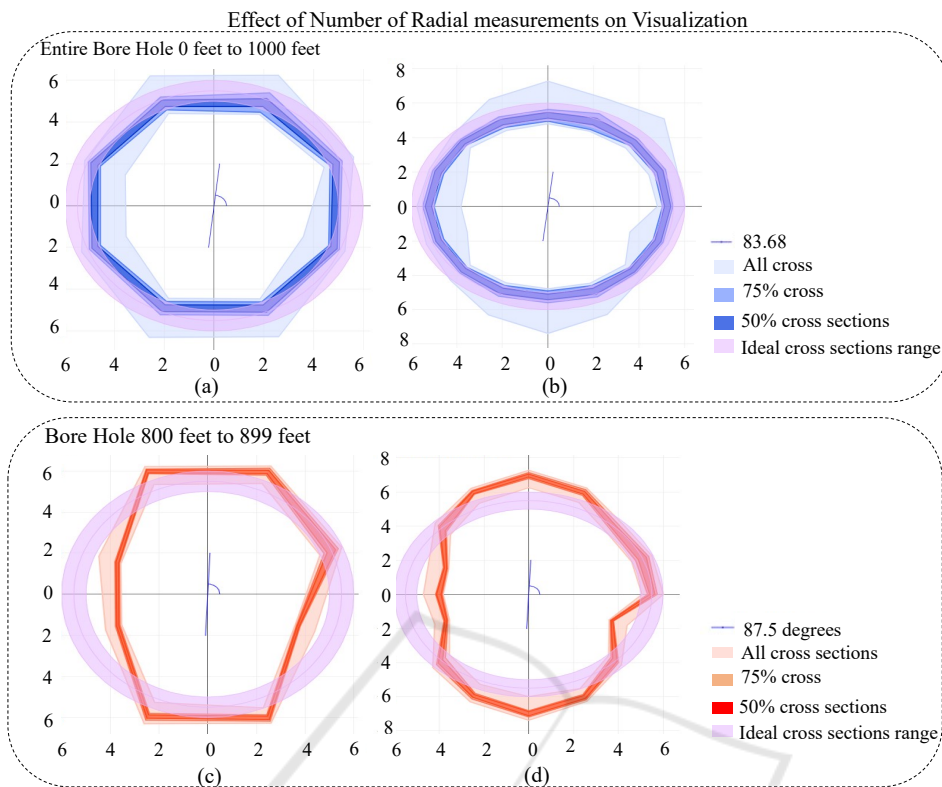 Effect of Number of Radial measurements on Visualization
Entire Bore Hole 0 feet to 1000 feet
6
4
2
0
2
4
6
6 4 2 0 2 4 6
(a)
8
6
4
2
0
2
4
6
8
6 4 2 0 2 4 6
(b)
83.68
All cross
75% cross
50% cross sections
Ideal cross sections range
Bore Hole 800 feet to 899 feet
6
4
2
0
2
4
6
6 4 2 0 2 4 6
(c)
8
6
4
2
0
2
4
6
8
6 4 2 0 2 4 6
(d)
87.5 degrees
All cross sections
75% cross
50% cross sections
Ideal cross sections range